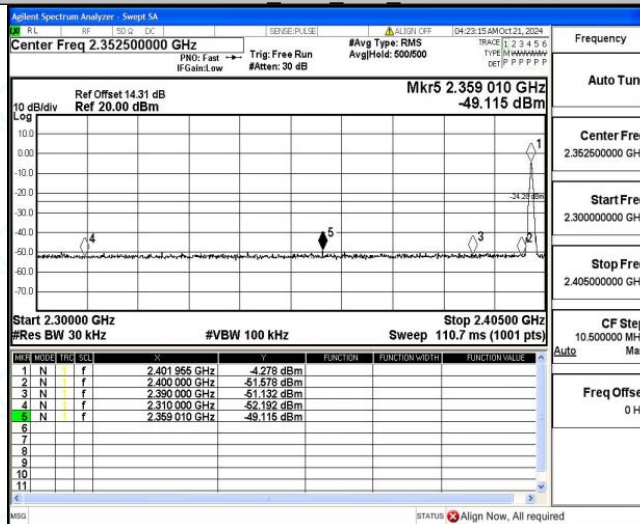 Agilent Spectrum Analyzer - Swept SA
RL RF 50 Ω DC SENSE:PULSE ALIGN OFF 04:23:15 AM Oct 21, 2024
Center Freq 2.352500000 GHz #Avg Type: RMS TRACE 1 2 3 4 5 6
PNO: Fast Trig: Free Run Avg|Hold: 500/500 TYPE M
IFGain:Low #Atten: 30 dB DET P P P P P P
Ref Offset 14.31 dB Mkr5 2.359 010 GHz
10 dB/div Ref 20.00 dBm -49.115 dBm
Log
10.0
0.00
-10.0
-20.0
-24.28 dBm
-30.0
-40.0
-50.0
-60.0
-70.0
1
4
5
3
2
Start 2.30000 GHz Stop 2.40500 GHz
#Res BW 30 kHz #VBW 100 kHz Sweep 110.7 ms (1001 pts)
MKR MODE TRC SCL X Y FUNCTION FUNCTION WIDTH FUNCTION VALUE
1 N 1 f 2.401 955 GHz -4.278 dBm
2 N 1 f 2.400 000 GHz -51.578 dBm
3 N 1 f 2.390 000 GHz -51.132 dBm
4 N 1 f 2.310 000 GHz -52.192 dBm
5 N 1 f 2.359 010 GHz -49.115 dBm
6
7
8
9
10
11
MSG STATUS Align Now, All required
Frequency
Auto Tun
Center Fre
2.352500000 GH
Start Fre
2.300000000 GH
Stop Fre
2.405000000 GH
CF Step
10.500000 MH
Auto Ma
Freq Offse
0 H